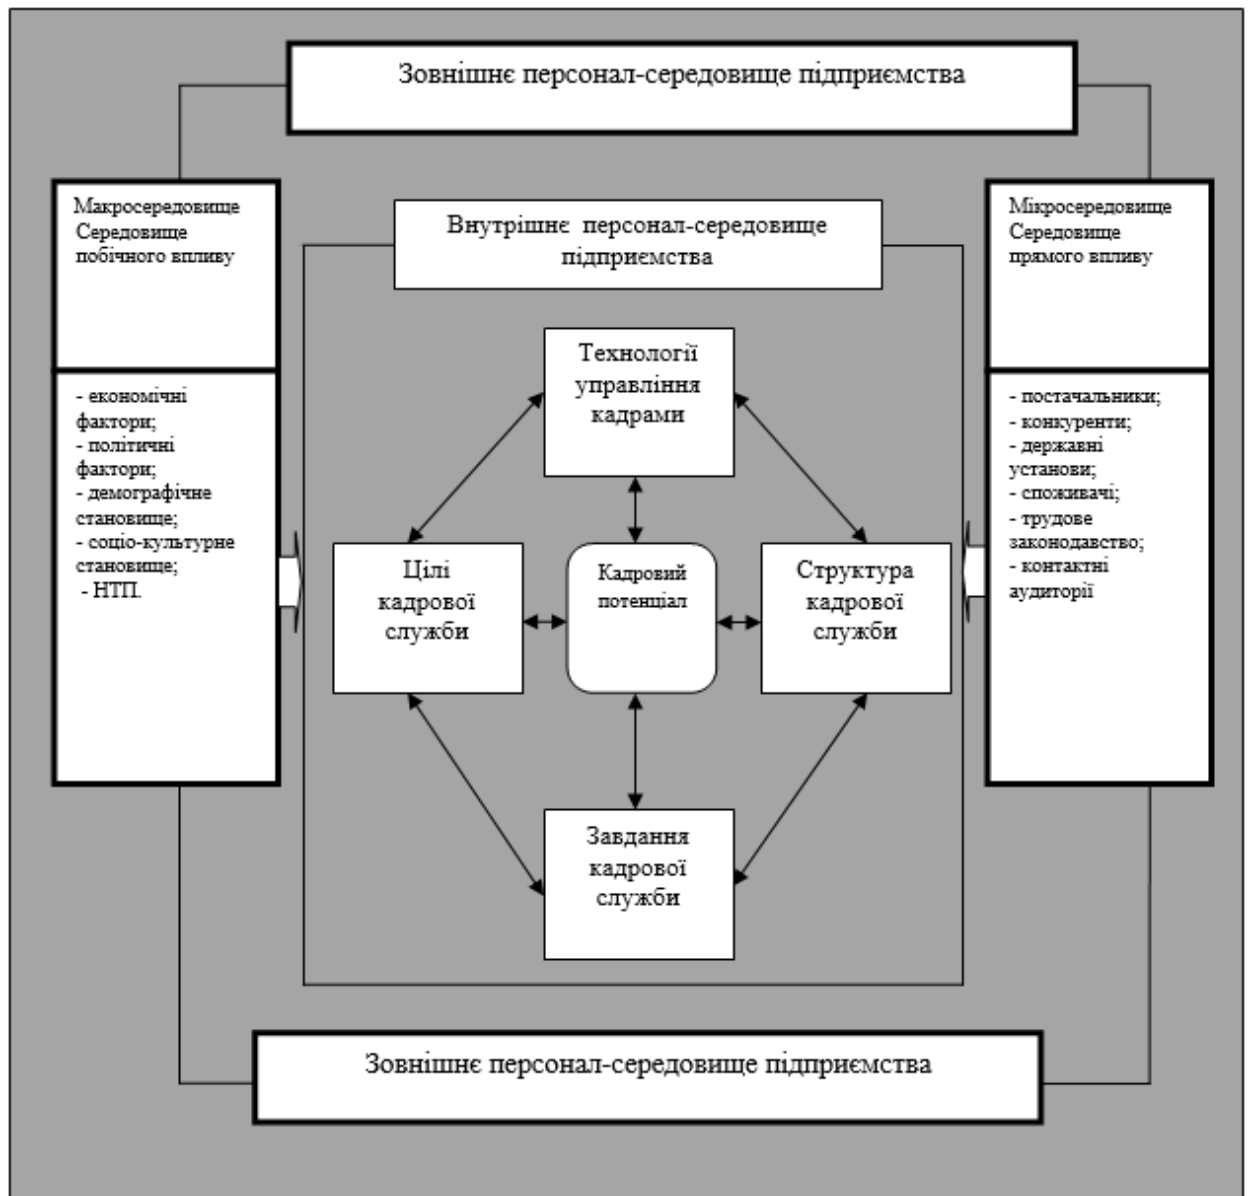 Зовнішнє персонал-середовище підприємства
Макросередовище
Середовище
побічного впливу
- економічні
фактори;
- політичні
фактори;
- демографічне
становище;
- соціо-культурне
становище;
- НТП.
Внутрішнє персонал-середовище
підприємства
Технології
управління
кадрами
Цілі
кадрової
служби
Кадровий
потенціал
Структура
кадрової
служби
Завдання
кадрової
служби
Мікросередовище
Середовище
прямого впливу
- постачальники;
- конкуренти;
- державні
установи;
- споживачі;
- трудове
законодавство;
- контактні
аудиторії
Зовнішнє персонал-середовище підприємства